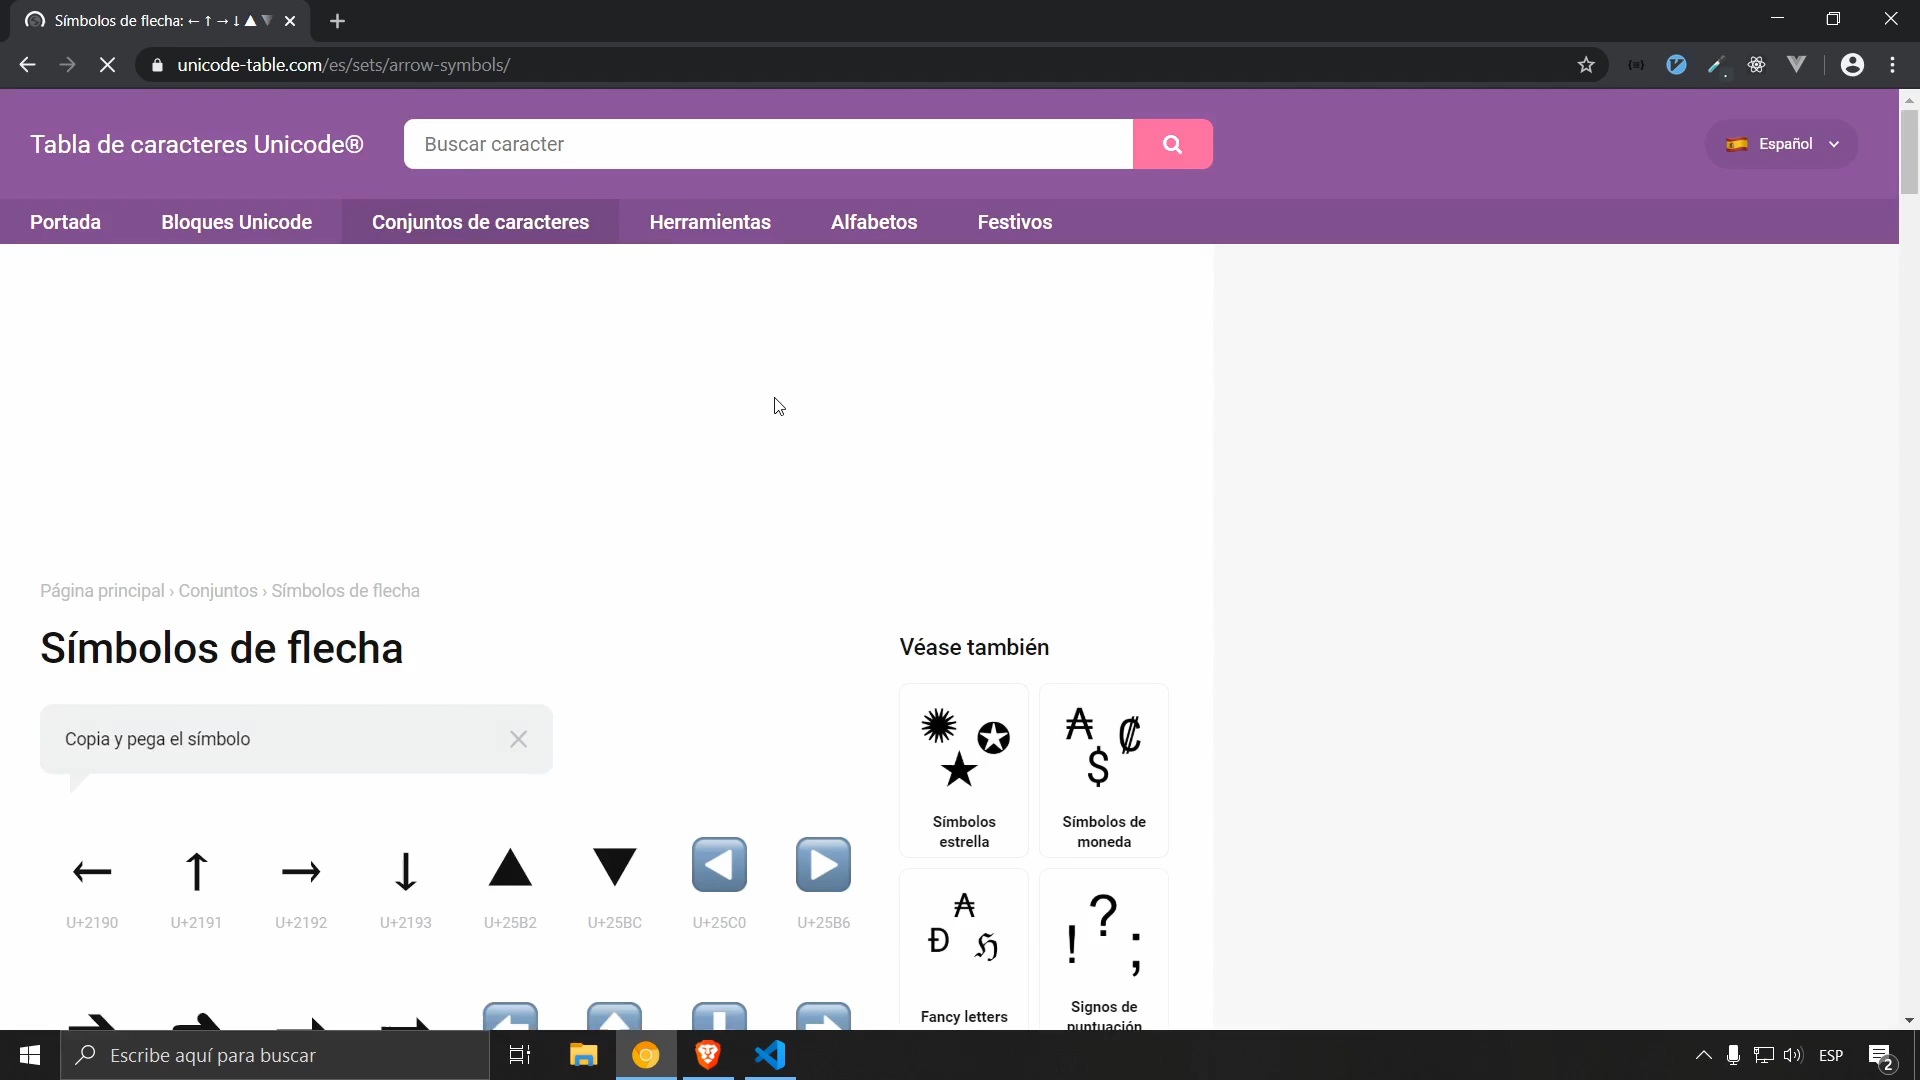 Símbolos de flecha: ← ↑ → ↓ ▲ ▼
unicode-table.com/es/sets/arrow-symbols/
Tabla de caracteres Unicode®
Buscar caracter
Español
Portada
Bloques Unicode
Conjuntos de caracteres
Herramientas
Alfabetos
Festivos
Página principal › Conjuntos › Símbolos de flecha
Símbolos de flecha
Copia y pega el símbolo
← ↑ → ↓ ▲ ▼ ◀ ▶
U+2190 U+2191 U+2192 U+2193 U+25B2 U+25BC U+25C0 U+25B6
Véase también
Símbolos
estrella
₳ ₡ $
Símbolos de
moneda
₳ Đ ℌ
Fancy letters
! ? ;
Signos de
puntuación
Escribe aquí para buscar
ESP
2